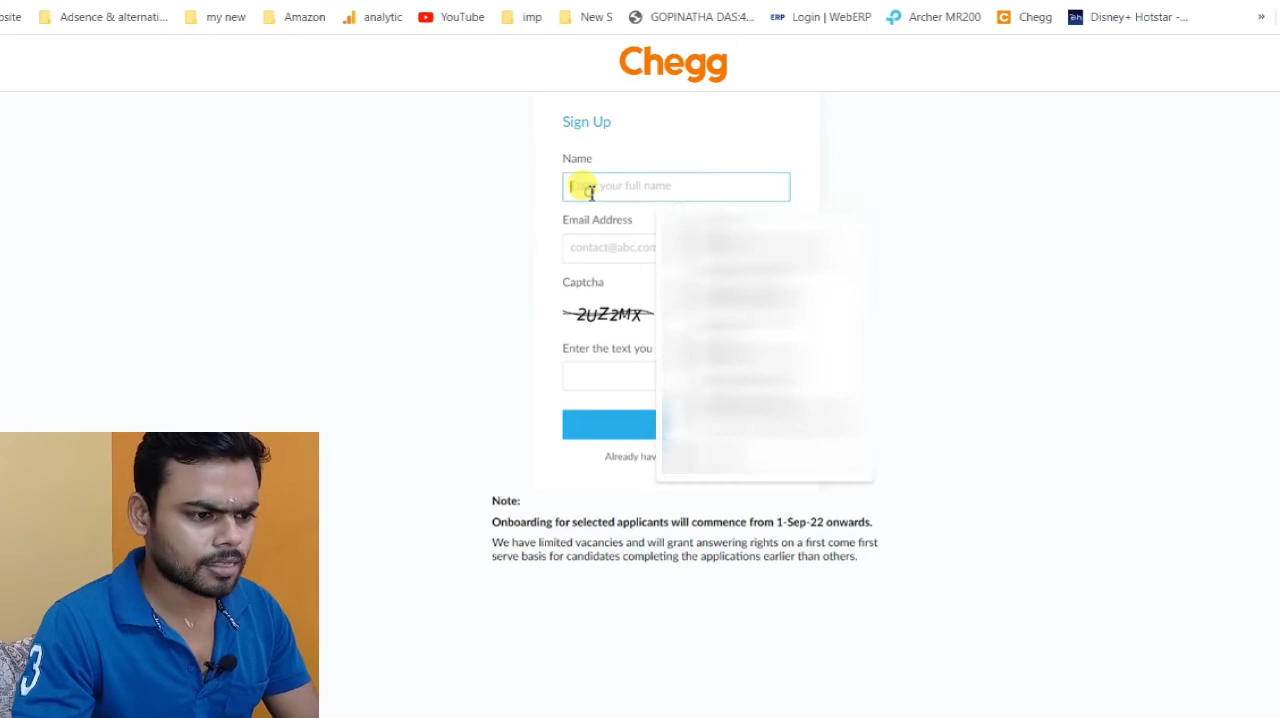 osite Adsence & alternati... my new Amazon analytic YouTube imp New S GOPINATHA DAS:4... ERP Login | WebERP Archer MR200 Chegg Disney+ Hotstar -... »
Chegg
Sign Up
Name
your full name
Email Address
contact@abc.com
Captcha
2UZ2MX
Enter the text you
Already hav
Note:
Onboarding for selected applicants will commence from 1-Sep-22 onwards.
We have limited vacancies and will grant answering rights on a first come first
serve basis for candidates completing the applications earlier than others.
3